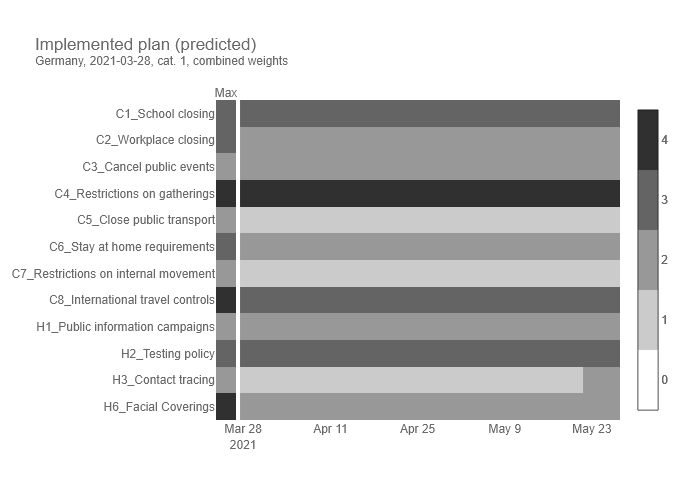 Implemented plan (predicted)
Germany, 2021-03-28, cat. 1, combined weights
Max
C1_School closing
C2_Workplace closing
C3_Cancel public events
C4_Restrictions on gatherings
C5_Close public transport
C6_Stay at home requirements
C7_Restrictions on internal movement
C8_International travel controls
H1_Public information campaigns
H2_Testing policy
H3_Contact tracing
H6_Facial Coverings
Mar 28 Apr 11 Apr 25 May 9 May 23
2021
4
3
2
1
0